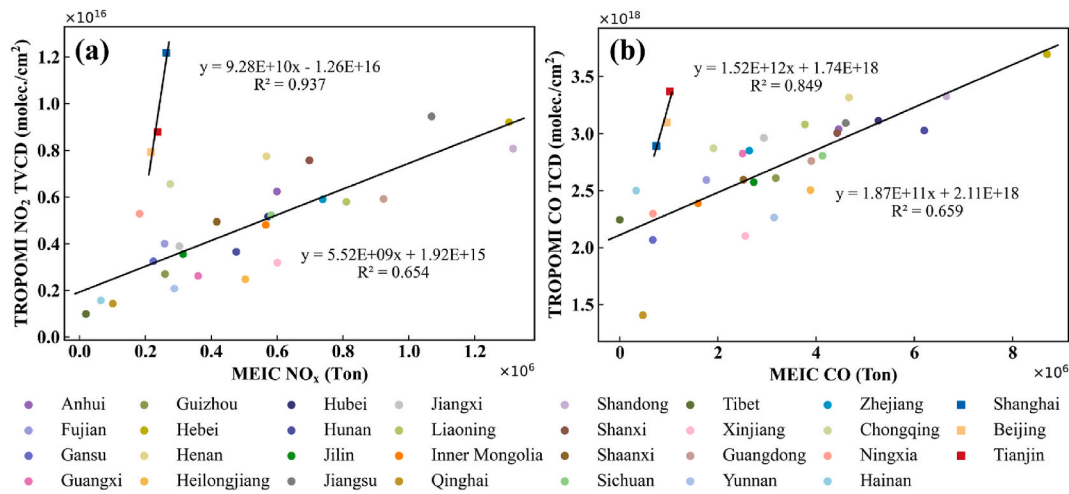 ×10¹⁶
(a)
y = 9.28E+10x - 1.26E+16
R² = 0.937
y = 5.52E+09x + 1.92E+15
R² = 0.654
TROPOMI NO₂ TVCD (molec./cm²)
1.2
1.0
0.8
0.6
0.4
0.2
0.0
0.0 0.2 0.4 0.6 0.8 1.0 1.2
MEIC NOₓ (Ton)
×10⁶
×10¹⁸
(b)
y = 1.52E+12x + 1.74E+18
R² = 0.849
y = 1.87E+11x + 2.11E+18
R² = 0.659
TROPOMI CO TCD (molec./cm²)
3.5
3.0
2.5
2.0
1.5
0 2 4 6 8
MEIC CO (Ton)
×10⁶
Anhui Guizhou Hubei Jiangxi Shandong Tibet Zhejiang Shanghai
Fujian Hebei Hunan Liaoning Shanxi Xinjiang Chongqing Beijing
Gansu Henan Jilin Inner Mongolia Shaanxi Guangdong Ningxia Tianjin
Guangxi Heilongjiang Jiangsu Qinghai Sichuan Yunnan Hainan